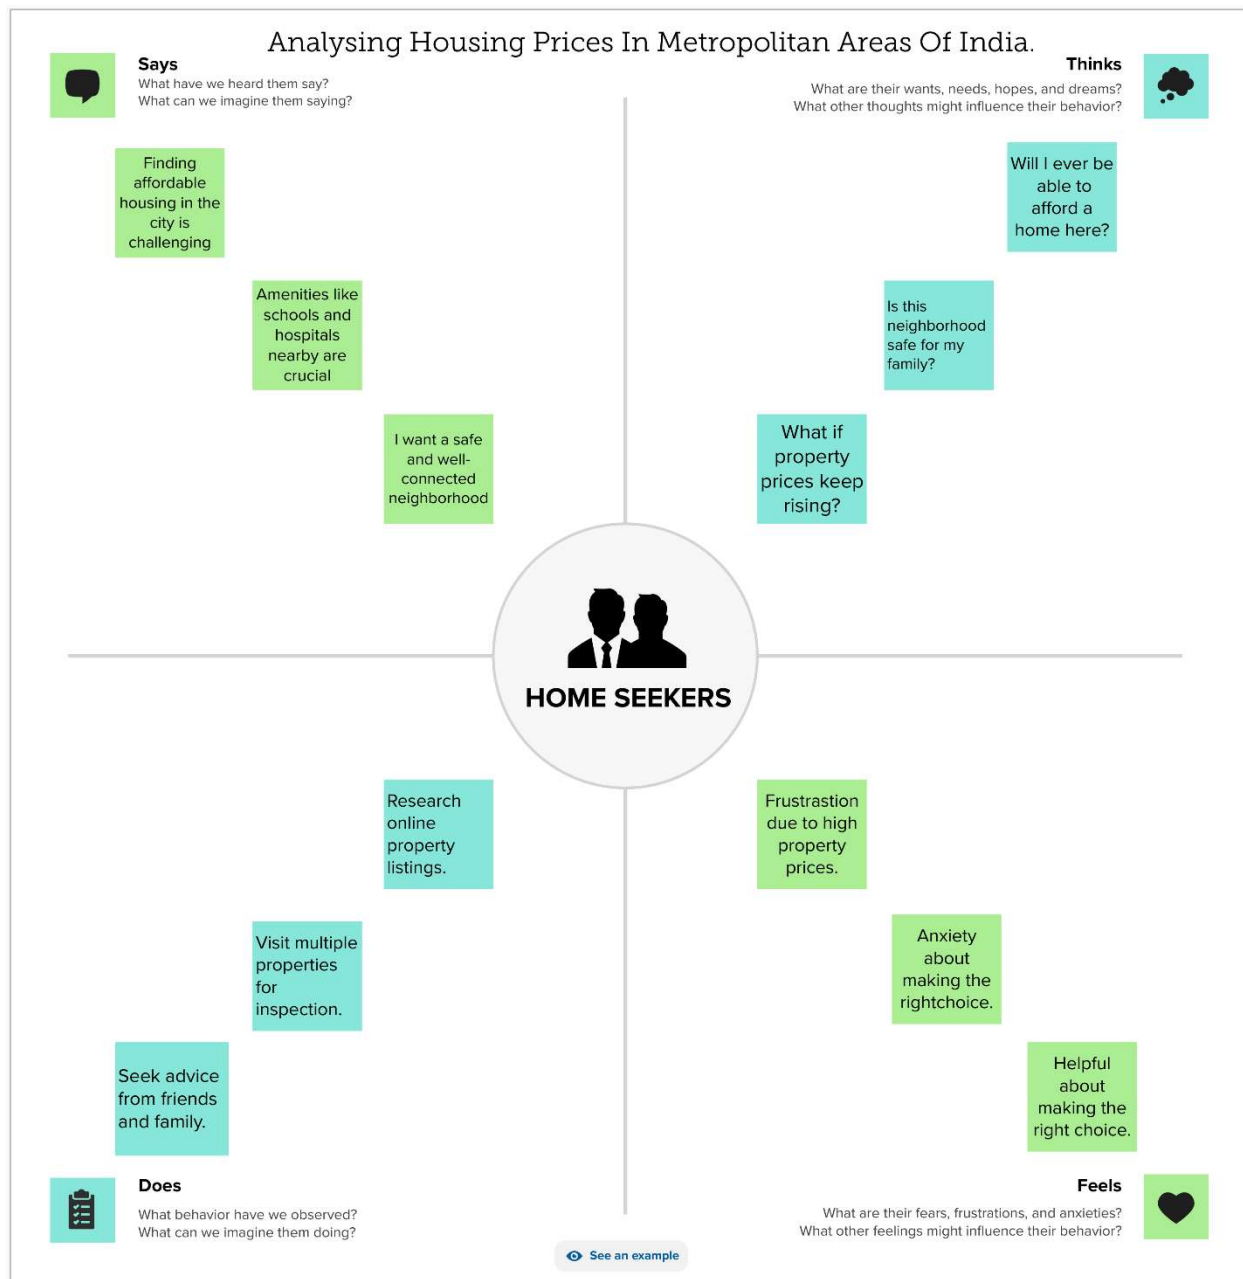 Analysing Housing Prices In Metropolitan Areas Of India.
Says
What have we heard them say?
What can we imagine them saying?
Thinks
What are their wants, needs, hopes, and dreams?
What other thoughts might influence their behavior?
Finding
affordable
housing in the
city is
challenging
Amenities like
schools and
hospitals
nearby are
crucial
I want a safe
and well-
connected
neighborhood
Will I ever be
able to
afford a
home here?
Is this
neighborhood
safe for my
family?
What if
property
prices keep
rising?
HOME SEEKERS
Research
online
property
listings.
Visit multiple
properties
for
inspection.
Seek advice
from friends
and family.
Frustrastion
due to high
property
prices.
Anxiety
about
making the
rightchoice.
Helpful
about
making the
right choice.
Does
What behavior have we observed?
What can we imagine them doing?
Feels
What are their fears, frustrations, and anxieties?
What other feelings might influence their behavior?
See an example